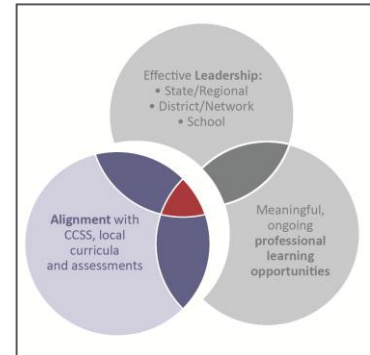 Effective Leadership:
• State/Regional
• District/Network
• School
Alignment with
CCSS, local
curricula
and assessments
Meaningful,
ongoing
professional
learning
opportunities